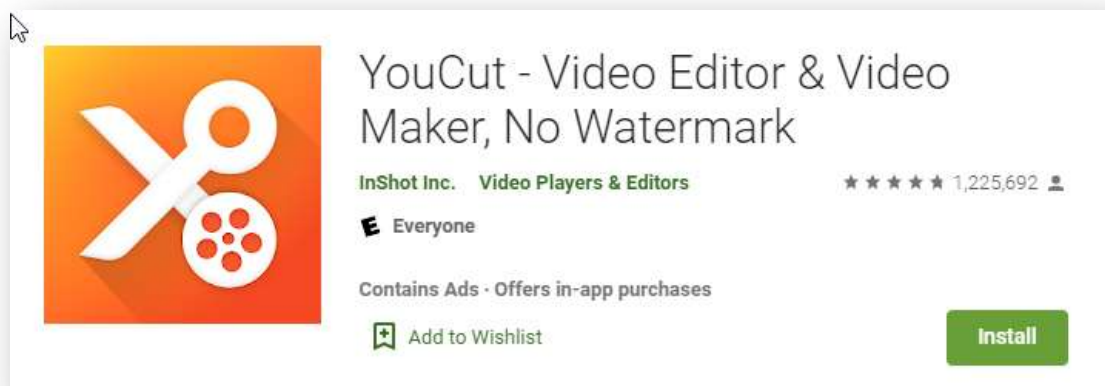 YouCut - Video Editor & Video
Maker, No Watermark
InShot Inc. Video Players & Editors 1,225,692
E Everyone
Contains Ads · Offers in-app purchases
Add to Wishlist
Install